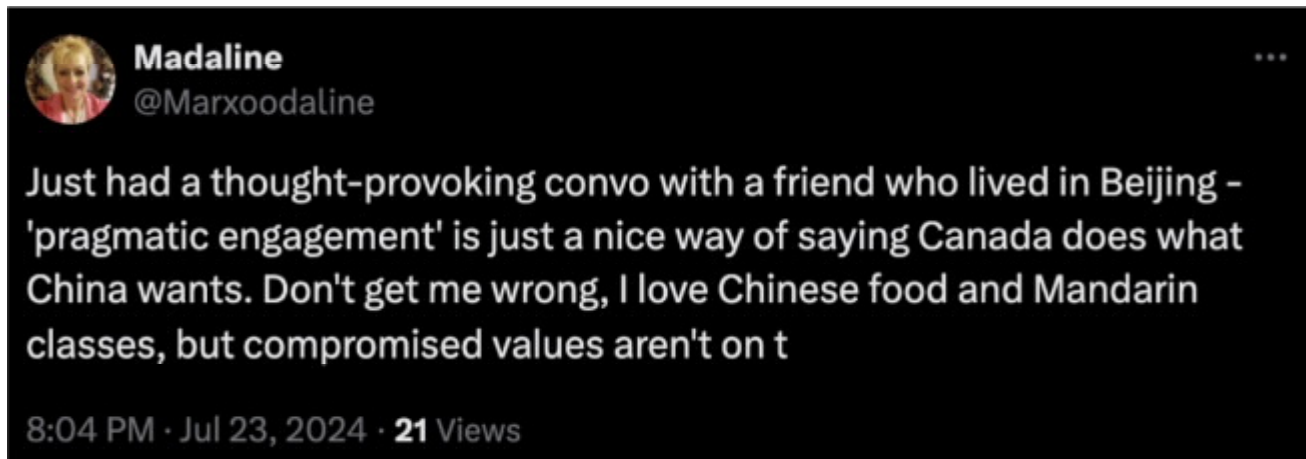 Madaline
@Marxoodaline
Just had a thought-provoking convo with a friend who lived in Beijing -
'pragmatic engagement' is just a nice way of saying Canada does what
China wants. Don't get me wrong, I love Chinese food and Mandarin
classes, but compromised values aren't on t
8:04 PM · Jul 23, 2024 · 21 Views